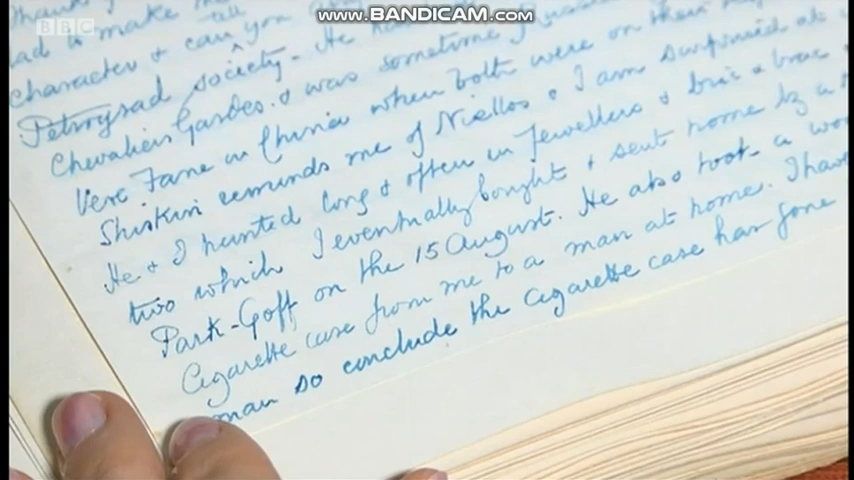 www.BANDICAM.com
BBC
had to make the
character & can you
Petrograd society. He
Chevaliers Gardes. & was sometime
Vere Fane in China when both were on their
Shiskin reminds me of Niellos & I am surprised at
He & I hunted long & often in Jewellers & bric a brac
two which I eventually bought & sent home by a
Park-Goff on the 15 August. He also took a
Cigarette case from me to a man at home. I have
man so conclude the cigarette case has gone